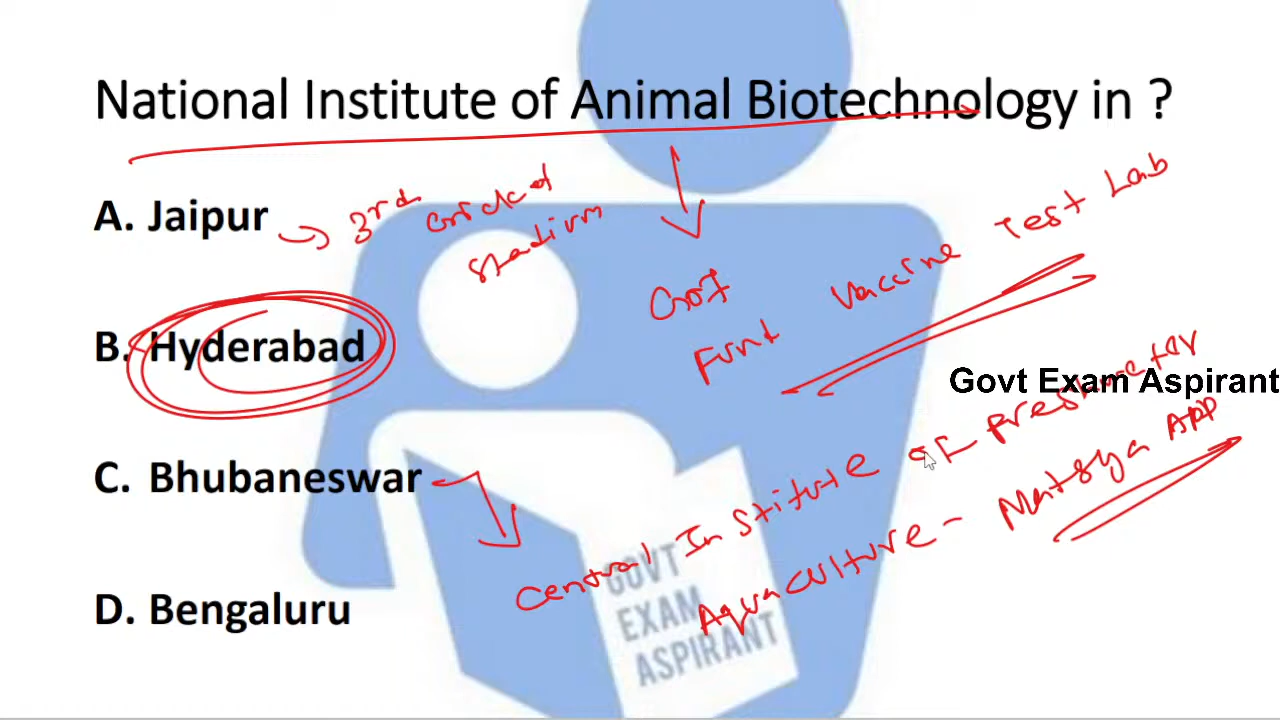 National Institute of Animal Biotechnology in ?
A. Jaipur
3rd cricket
stadium
GoI
Fund Vaccine Test Lab
B. Hyderabad
Govt Exam Aspirant
C. Bhubaneswar
Central Institute of Freshwater
Aquaculture - Matsya App
D. Bengaluru
GOVT
EXAM
ASPIRANT